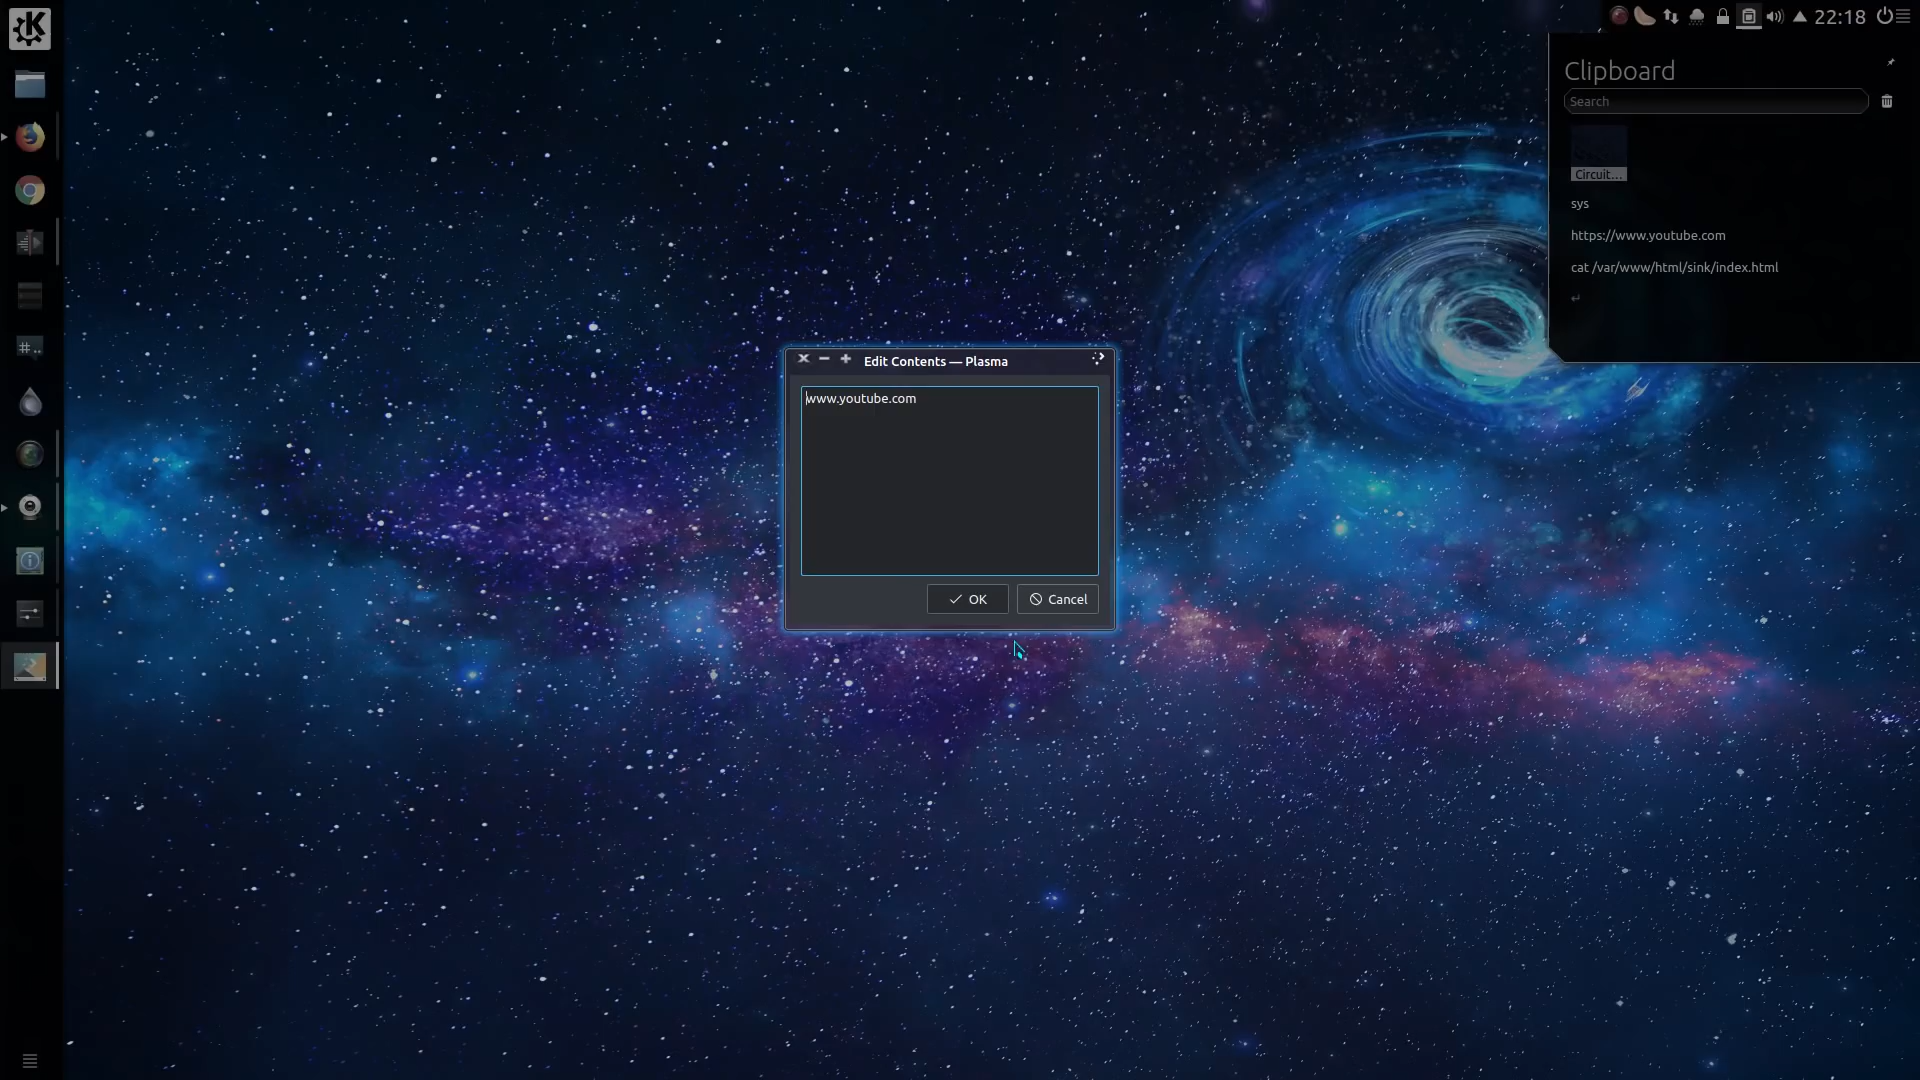 22:18
Clipboard
Search
Circuit...
sys
https://www.youtube.com
cat /var/www/html/sink/index.html
Edit Contents — Plasma
www.youtube.com
OK
Cancel
#..